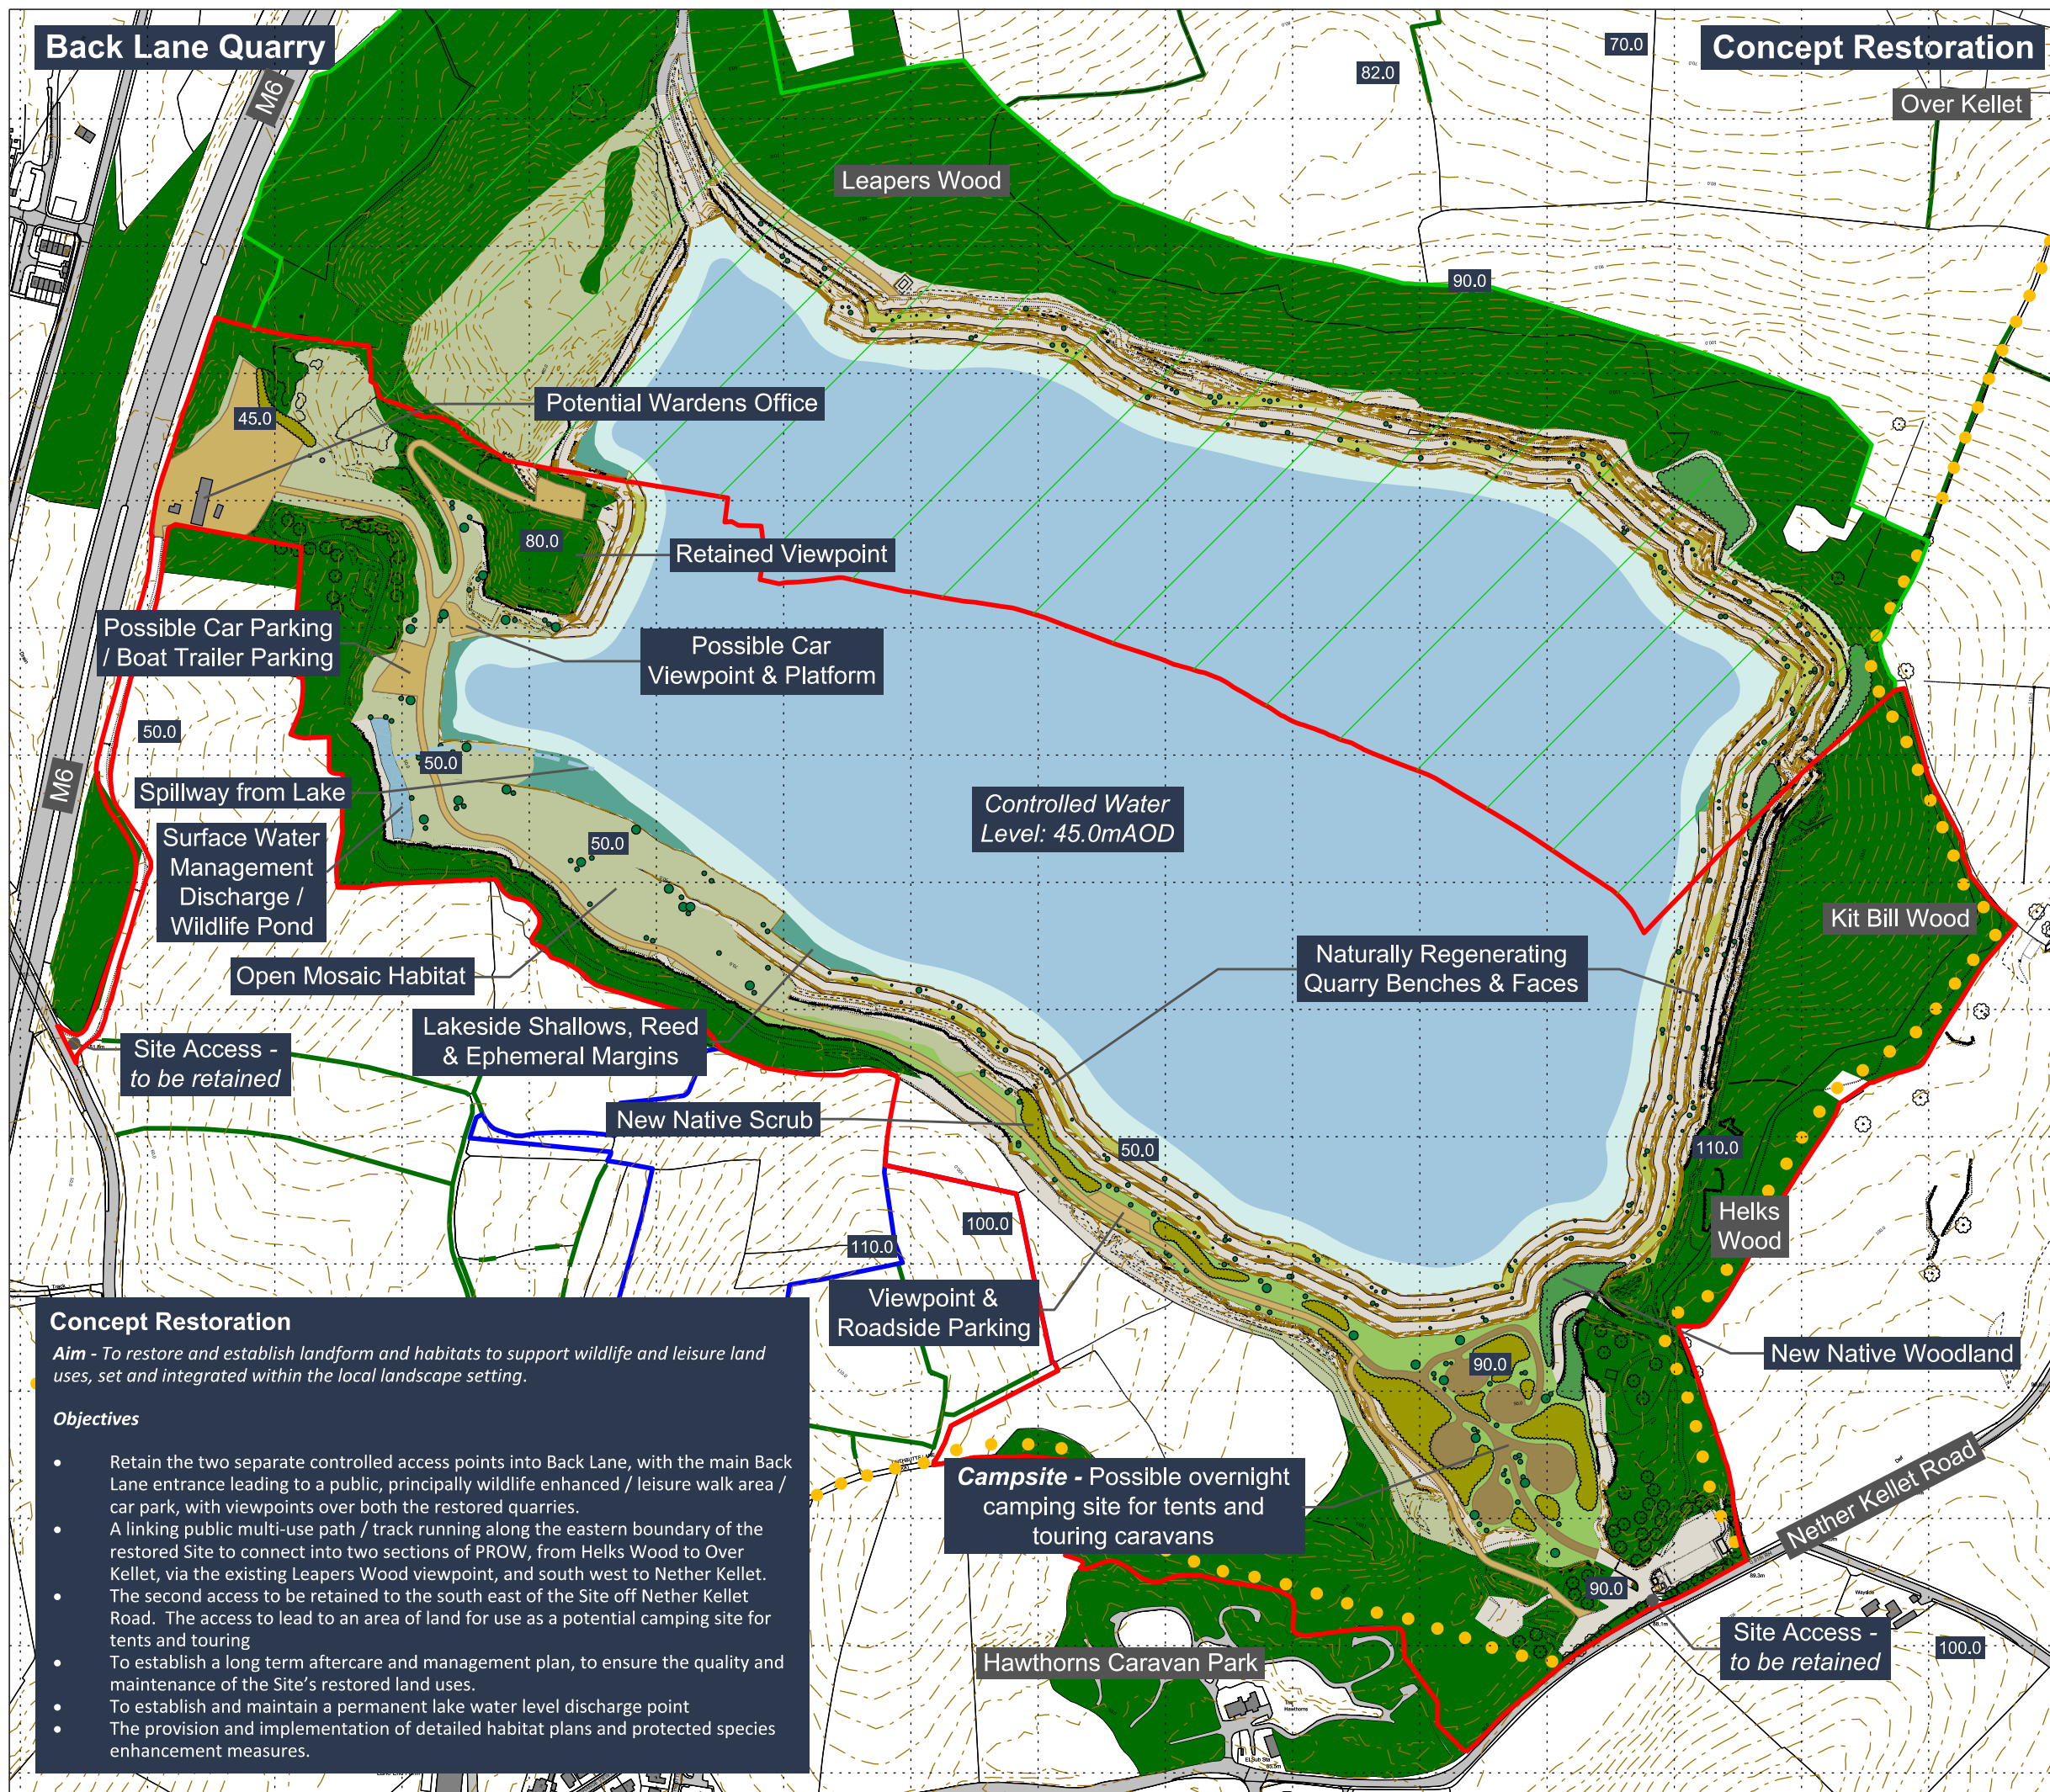 Back Lane Quarry
Concept Restoration
M6
70.0
82.0
Over Kellet
Leapers Wood
90.0
Potential Wardens Office
45.0
80.0
Retained Viewpoint
Possible Car Parking
/ Boat Trailer Parking
Possible Car
Viewpoint & Platform
50.0
50.0
M6
Spillway from Lake
Controlled Water
Level: 45.0mAOD
Surface Water
Management
Discharge /
Wildlife Pond
50.0
Kit Bill Wood
Open Mosaic Habitat
Naturally Regenerating
Quarry Benches & Faces
Lakeside Shallows, Reed
& Ephemeral Margins
Site Access -
to be retained
New Native Scrub
50.0
110.0
100.0
110.0
Helks
Wood
Viewpoint &
Roadside Parking
New Native Woodland
90.0
Concept Restoration
Aim - To restore and establish landform and habitats to support wildlife and leisure land
uses, set and integrated within the local landscape setting.
Objectives
• Retain the two separate controlled access points into Back Lane, with the main Back
Lane entrance leading to a public, principally wildlife enhanced / leisure walk area /
car park, with viewpoints over both the restored quarries.
• A linking public multi-use path / track running along the eastern boundary of the
restored Site to connect into two sections of PROW, from Helks Wood to Over
Kellet, via the existing Leapers Wood viewpoint, and south west to Nether Kellet.
• The second access to be retained to the south east of the Site off Nether Kellet
Road. The access to lead to an area of land for use as a potential camping site for
tents and touring
• To establish a long term aftercare and management plan, to ensure the quality and
maintenance of the Site's restored land uses.
• To establish and maintain a permanent lake water level discharge point
• The provision and implementation of detailed habitat plans and protected species
enhancement measures.
Campsite - Possible overnight
camping site for tents and
touring caravans
Nether Kellet Road
90.0
Site Access -
to be retained
100.0
Hawthorns Caravan Park
Hawthorns
El Sub Sta